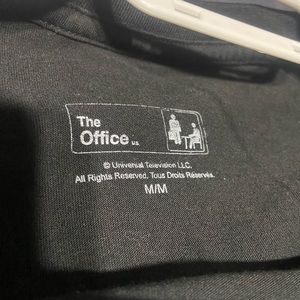 The
Office US
© Universal Television LLC.
All Rights Reserved. Tous Droits Réservés.
M/M